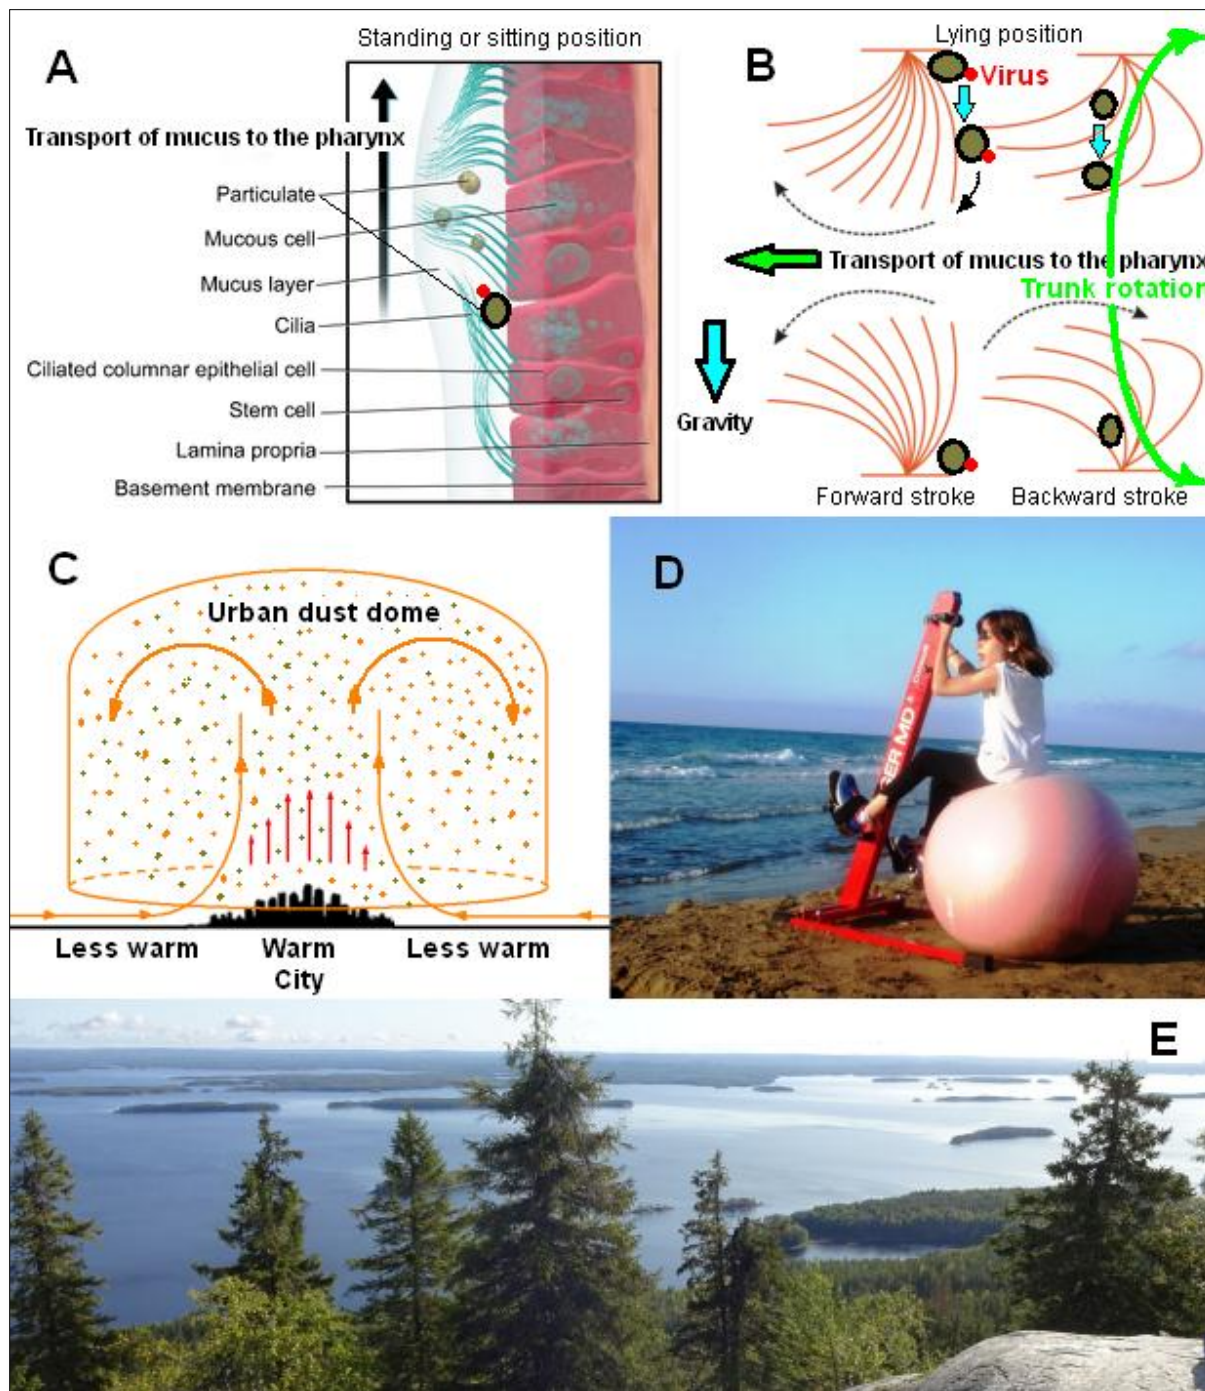 A
Standing or sitting position
Transport of mucus to the pharynx
Particulate
Mucous cell
Mucus layer
Cilia
Ciliated columnar epithelial cell
Stem cell
Lamina propria
Basement membrane
B
Lying position
Virus
Transport of mucus to the pharynx
Trunk rotation
Gravity
Forward stroke
Backward stroke
C
Urban dust dome
Less warm
Warm
City
Less warm
D
MD
E